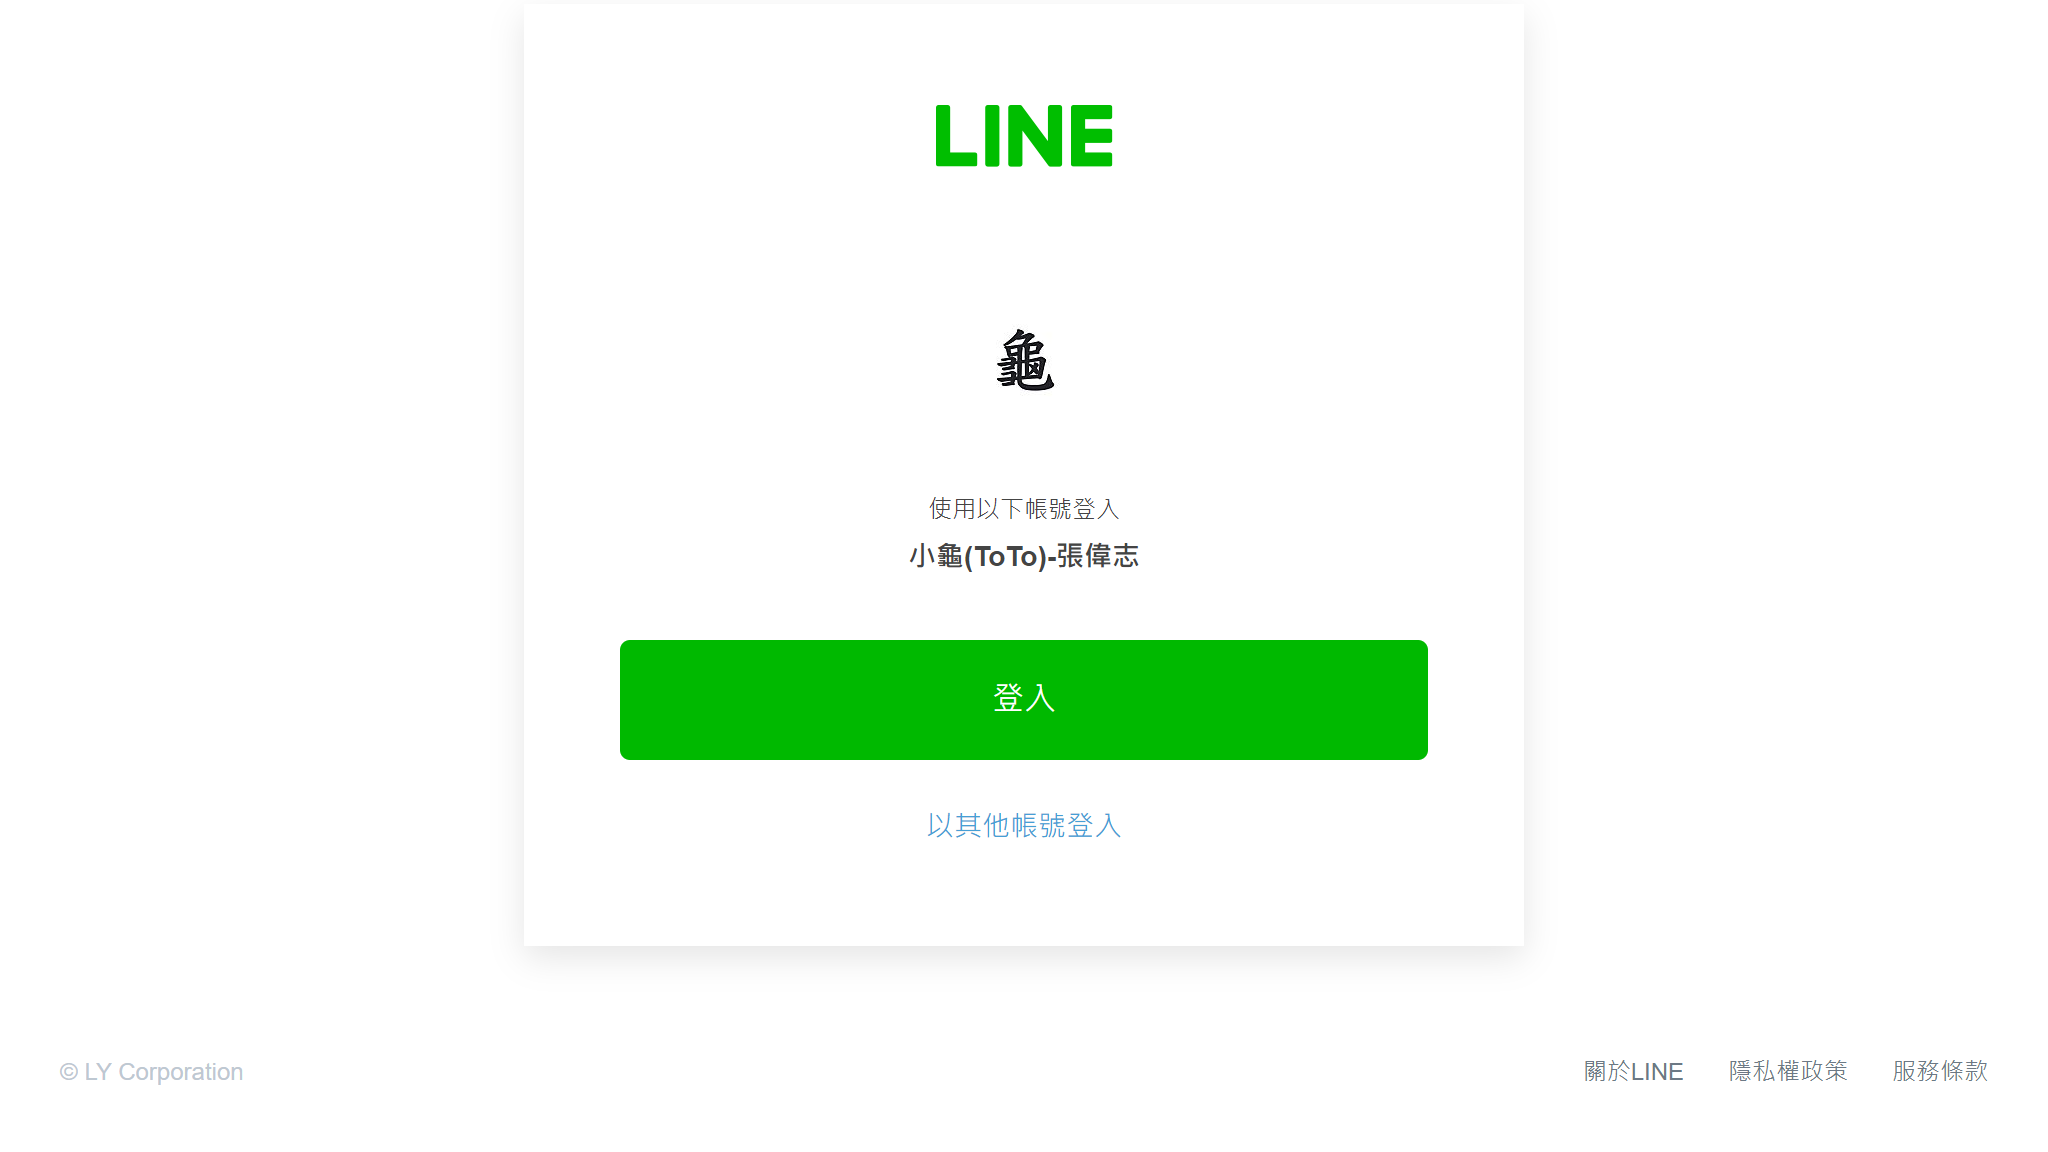 LINE
龜
使用以下帳號登入
小龜(ToTo)-張偉志
登入
以其他帳號登入
© LY Corporation
關於LINE
隱私權政策
服務條款